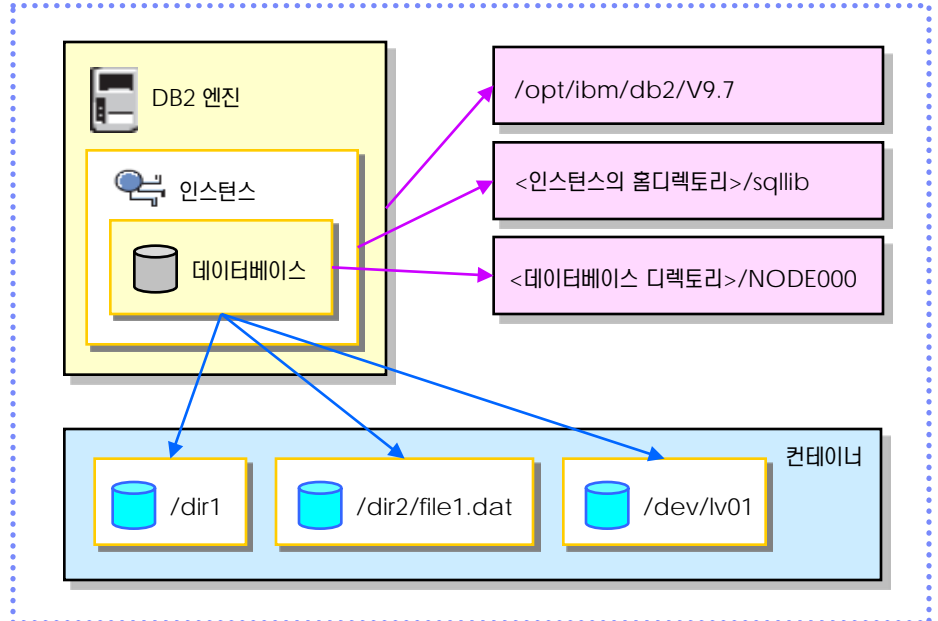 DB2 엔진
인스턴스
데이터베이스
/opt/ibm/db2/V9.7
<인스턴스의 홈디렉토리>/sqllib
<데이터베이스 디렉토리>/NODE000
컨테이너
/dir1
/dir2/file1.dat
/dev/lv01